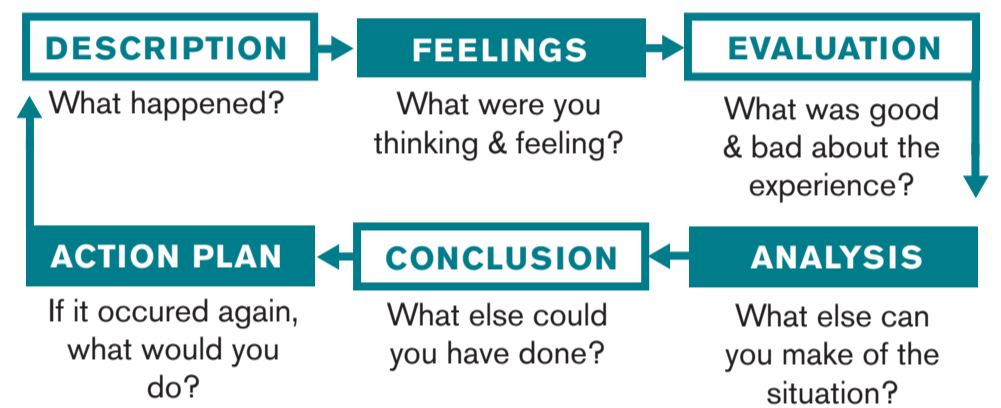 DESCRIPTION
What happened?
FEELINGS
What were you
thinking & feeling?
EVALUATION
What was good
& bad about the
experience?
ANALYSIS
What else can
you make of the
situation?
CONCLUSION
What else could
you have done?
ACTION PLAN
If it occured again,
what would you
do?